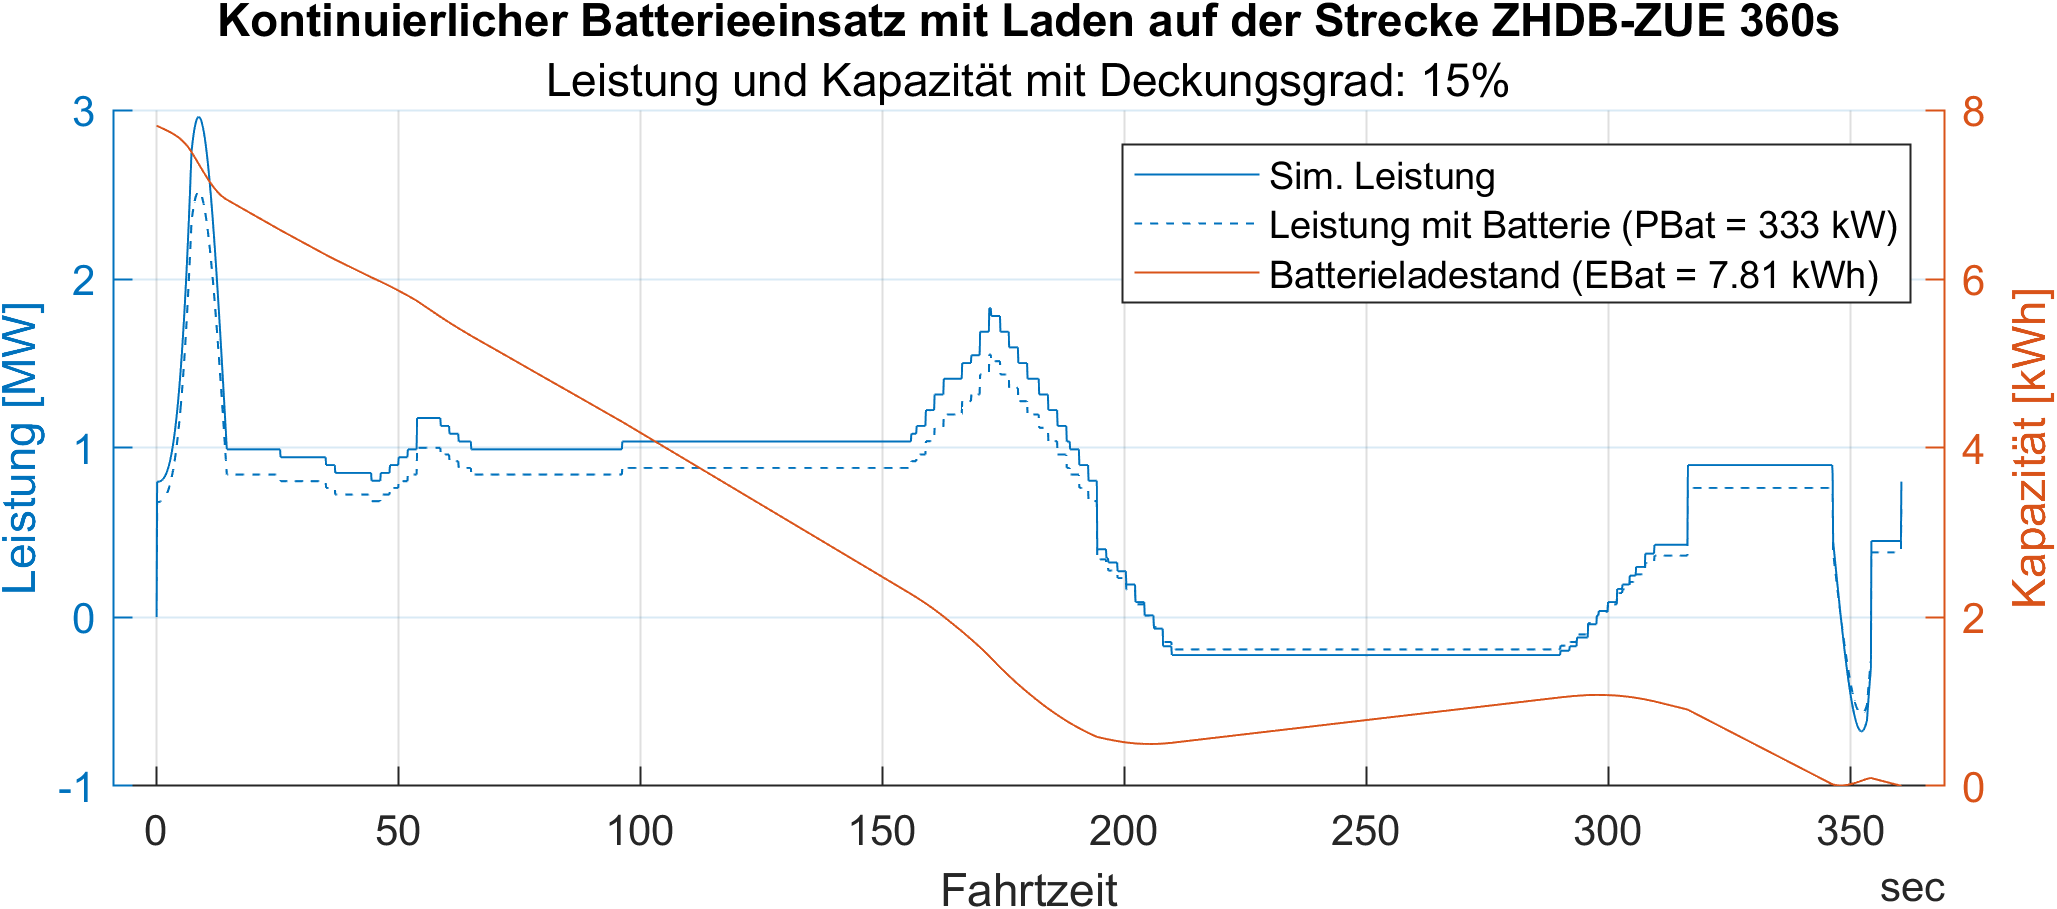 Kontinuierlicher Batterieeinsatz mit Laden auf der Strecke ZHDB-ZUE 360s
Leistung und Kapazität mit Deckungsgrad: 15%
3
2
1
0
-1
Leistung [MW]
Sim. Leistung
Leistung mit Batterie (PBat = 333 kW)
Batterieladestand (EBat = 7.81 kWh)
8
6
4
2
0
Kapazität [kWh]
0 50 100 150 200 250 300 350
Fahrtzeit
sec